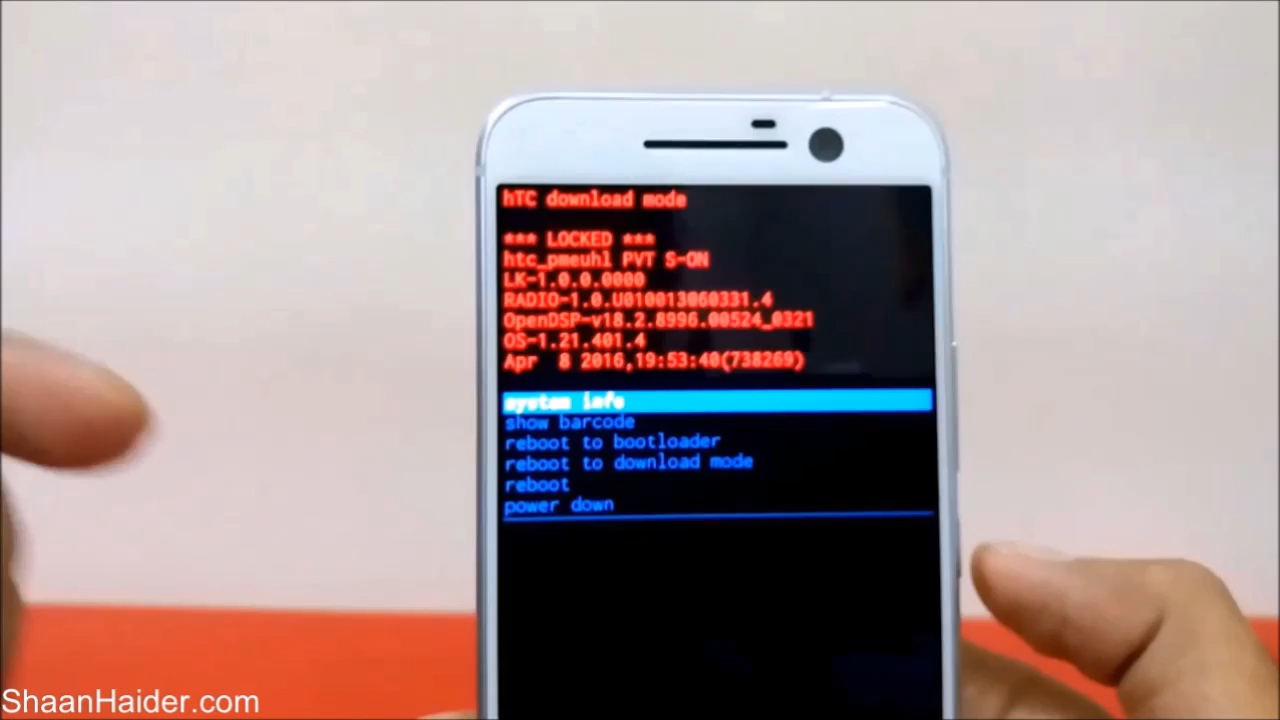 hTC download mode
*** LOCKED ***
htc_pmeuhl PVT S-ON
LK-1.0.0.0000
RADIO-1.0.U010013060331.4
OpenDSP-v18.2.8996.00524_0321
OS-1.21.401.4
Apr  8 2016,19:53:40(738269)
system info
show barcode
reboot to bootloader
reboot to download mode
reboot
power down
ShaanHaider.com